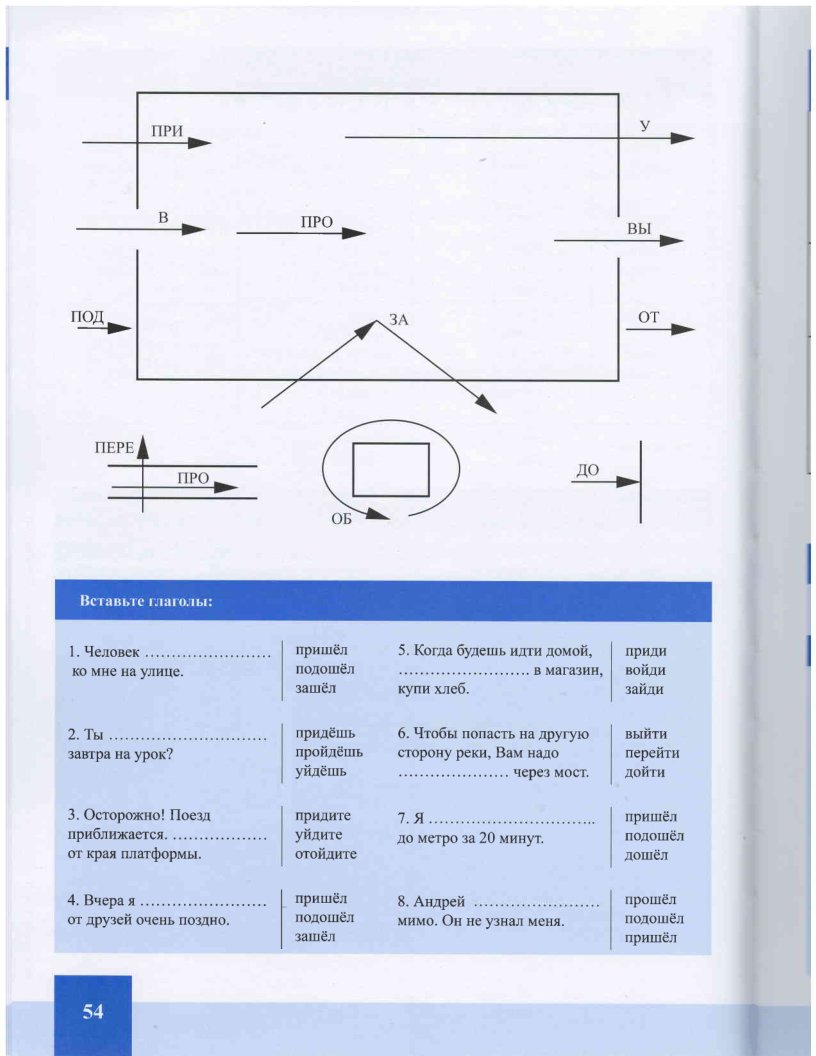 ПРИ
У
В
ПРО
ВЫ
ПОД
ЗА
ОТ
ПЕРЕ
ПРО
ОБ
ДО
Вставьте глаголы:
1. Человек ........................
ко мне на улице.
пришёл
подошёл
зашёл
2. Ты ..............................
завтра на урок?
придёшь
пройдёшь
уйдёшь
3. Осторожно! Поезд
приближается. ..................
от края платформы.
придите
уйдите
отойдите
4. Вчера я ........................
от друзей очень поздно.
пришёл
подошёл
зашёл
5. Когда будешь идти домой,
......................... в магазин,
купи хлеб.
приди
войди
зайди
6. Чтобы попасть на другую
сторону реки, Вам надо
..................... через мост.
выйти
перейти
дойти
7. Я ................................
до метро за 20 минут.
пришёл
подошёл
дошёл
8. Андрей ........................
мимо. Он не узнал меня.
прошёл
подошёл
пришёл
54